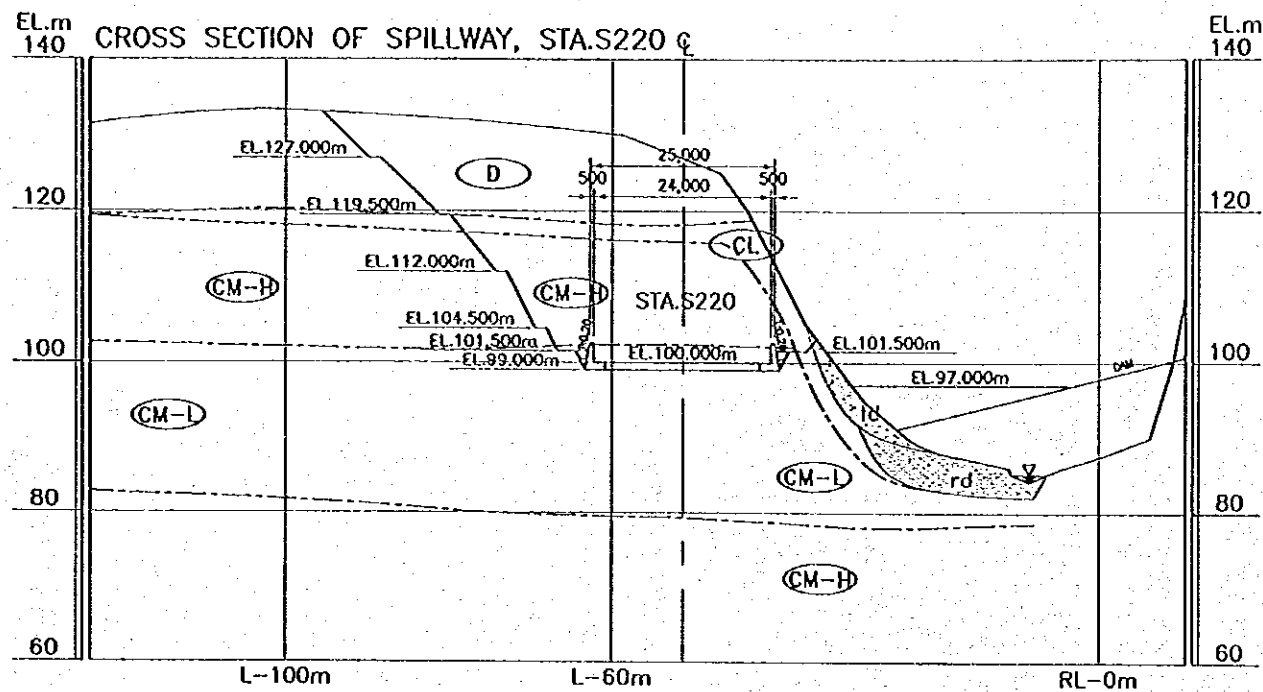 EL.m
CROSS SECTION OF SPILLWAY, STA.S220 ℄
EL.m
140
140
25,000
EL.127.000m
D
500
500
24,000
120
EL.119.500m
120
CL
EL.112.000m
CM-H
CM-H
STA.S220
EL.104.500m
EL.101.500m
EL.101.500m
100
EL.100.000m
100
EL.99.000m
DAM
EL.97.000m
CM-L
td
CM-L
rd
80
80
CM-H
60
60
L-100m
L-60m
RL-0m